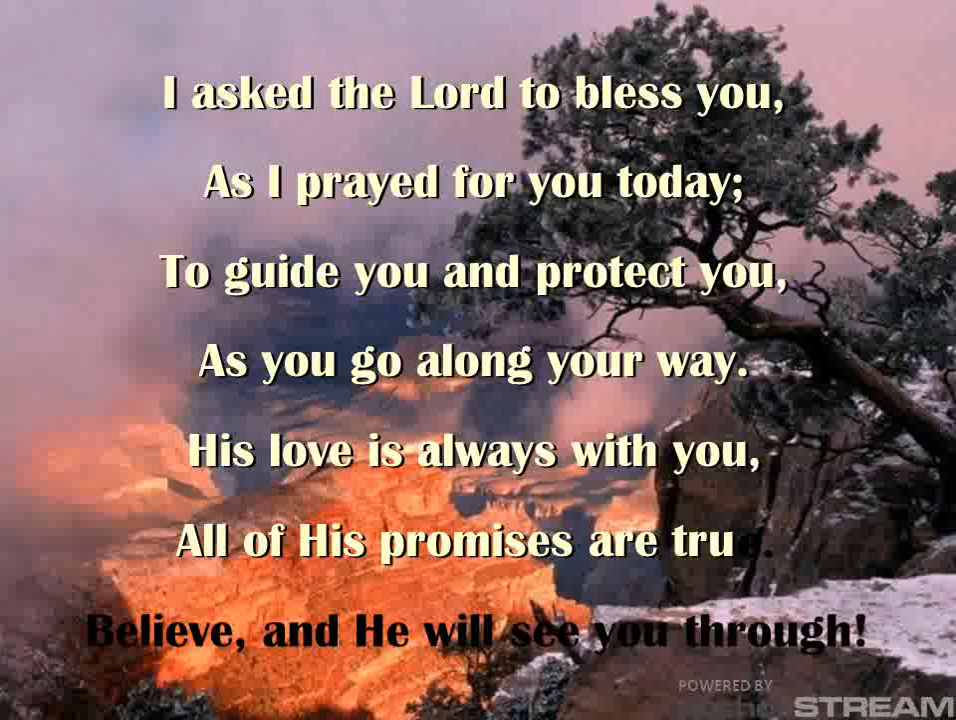 I asked the Lord to bless you,
As I prayed for you today;
To guide you and protect you,
As you go along your way.
His love is always with you,
All of His promises are true.
Believe, and He will see you through!
POWERED BY
STREAM